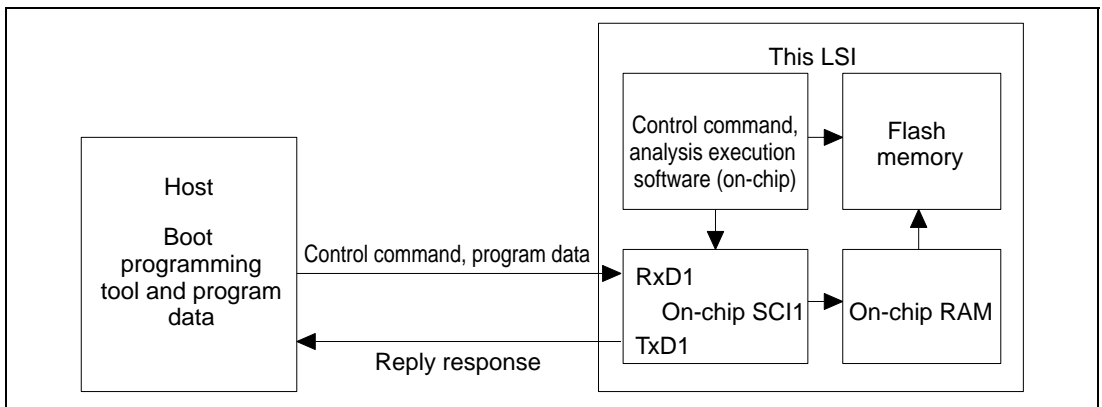 This LSI
Control command,
analysis execution
software (on-chip)
Flash
memory
Host
Boot
programming
tool and program
data
Control command, program data
RxD1
On-chip SCI1
TxD1
On-chip RAM
Reply response